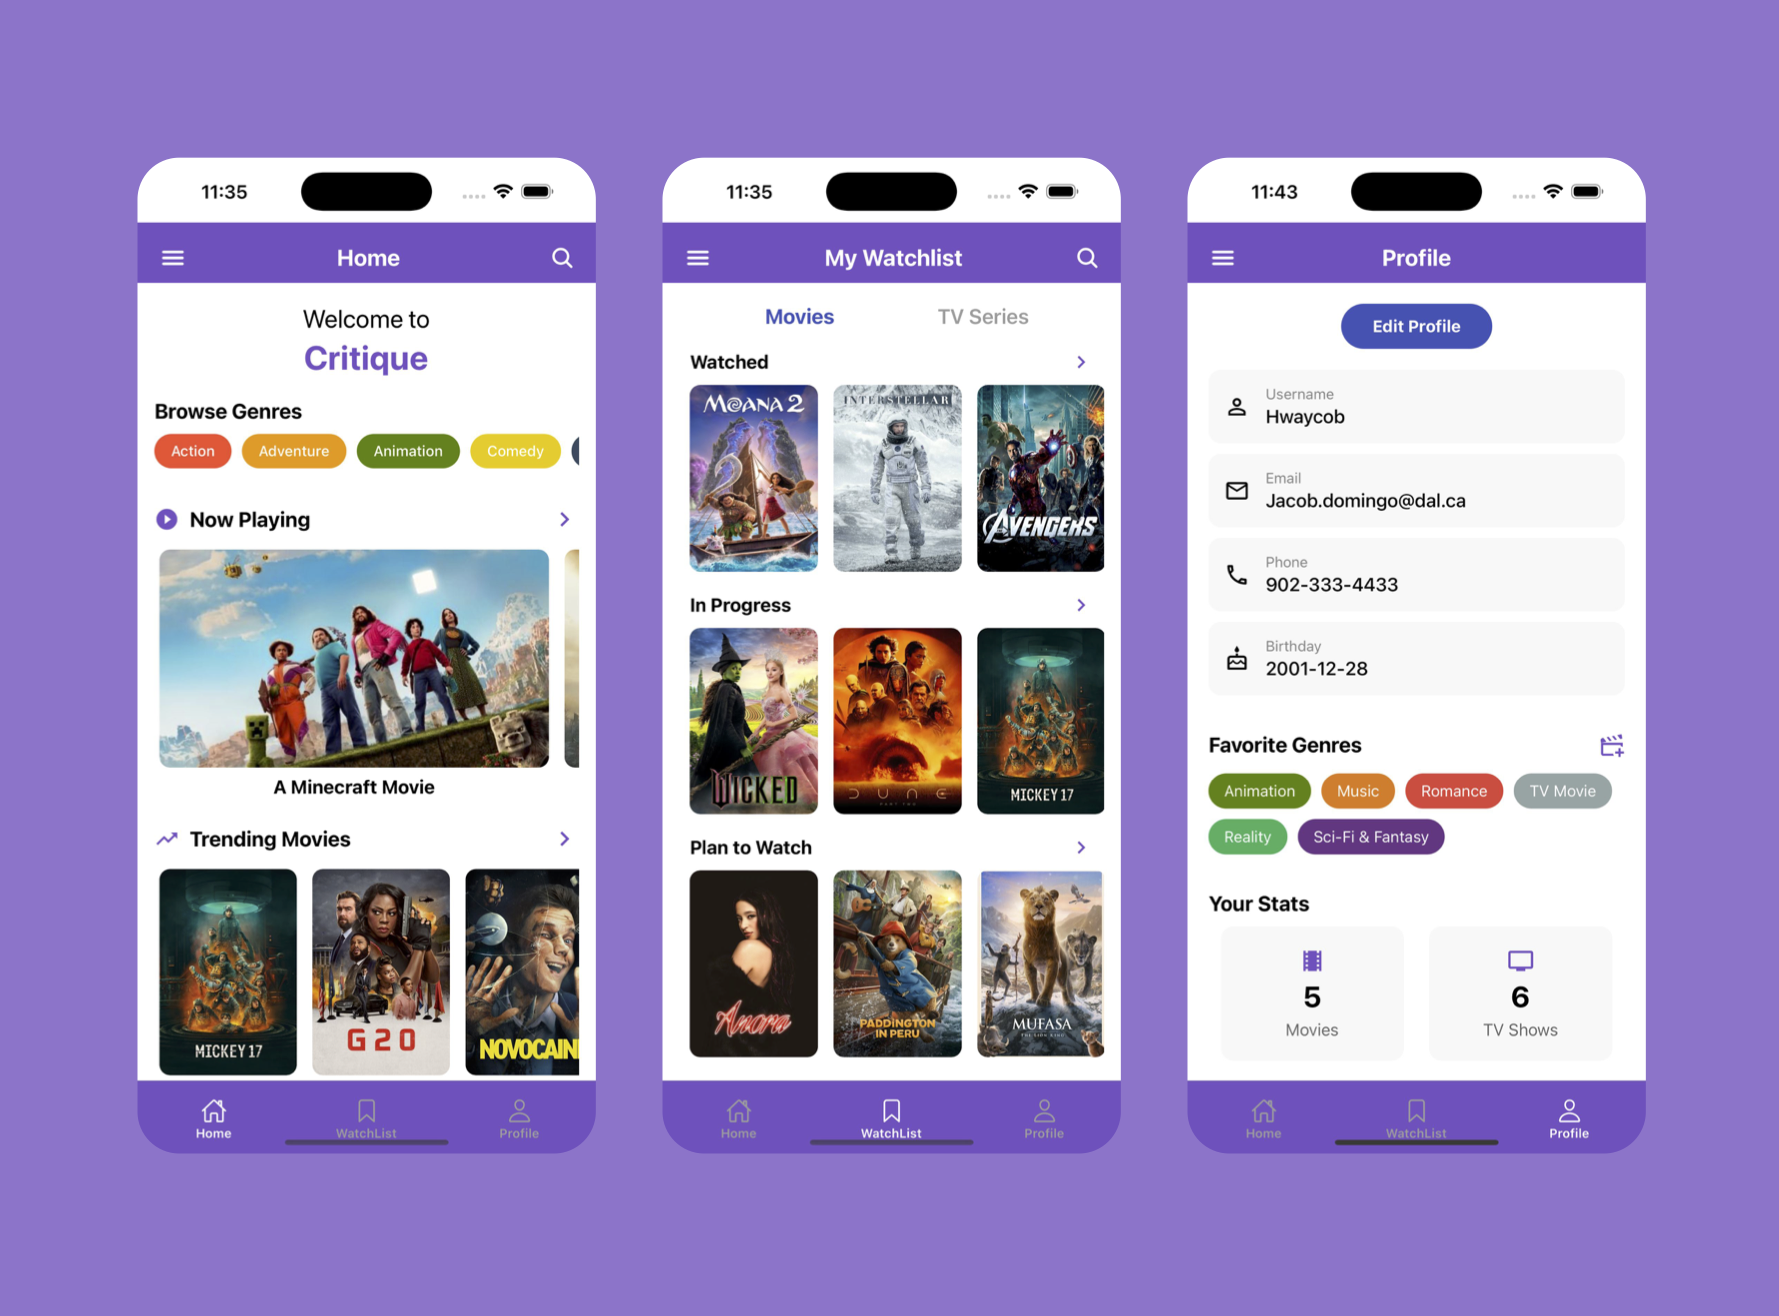 11:35
Home
Welcome to
Critique
Browse Genres
Action
Adventure
Animation
Comedy
Now Playing
A Minecraft Movie
Trending Movies
MICKEY 17
G20
NOVOCAIN
Home
WatchList
Profile
11:35
My Watchlist
Movies
TV Series
Watched
MOANA 2
INTERSTELLAR
AVENGERS
In Progress
WICKED
DUNE
PART TWO
MICKEY 17
Plan to Watch
Anora
PADDINGTON
IN PERU
MUFASA
THE LION KING
Home
WatchList
Profile
11:43
Profile
Edit Profile
Username
Hwaycob
Email
Jacob.domingo@dal.ca
Phone
902-333-4433
Birthday
2001-12-28
Favorite Genres
Animation
Music
Romance
TV Movie
Reality
Sci-Fi & Fantasy
Your Stats
5
Movies
6
TV Shows
Home
WatchList
Profile